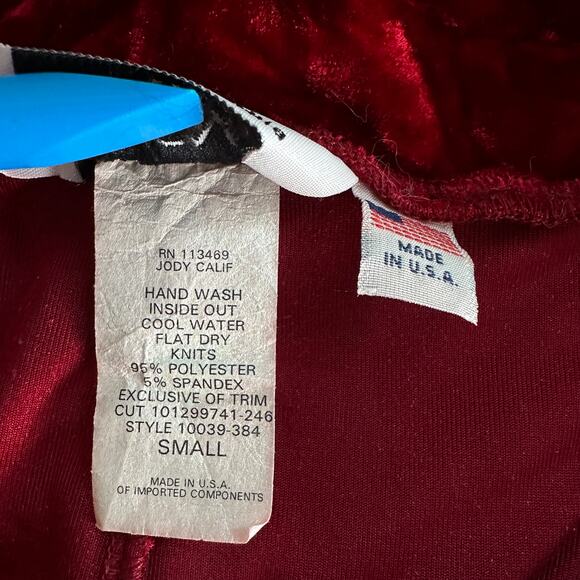 RN 113469
JODY CALIF
HAND WASH
INSIDE OUT
COOL WATER
FLAT DRY
KNITS
95% POLYESTER
5% SPANDEX
EXCLUSIVE OF TRIM
CUT 101299741-246
STYLE 10039-384
SMALL
MADE IN U.S.A.
OF IMPORTED COMPONENTS
MADE
IN U.S.A.